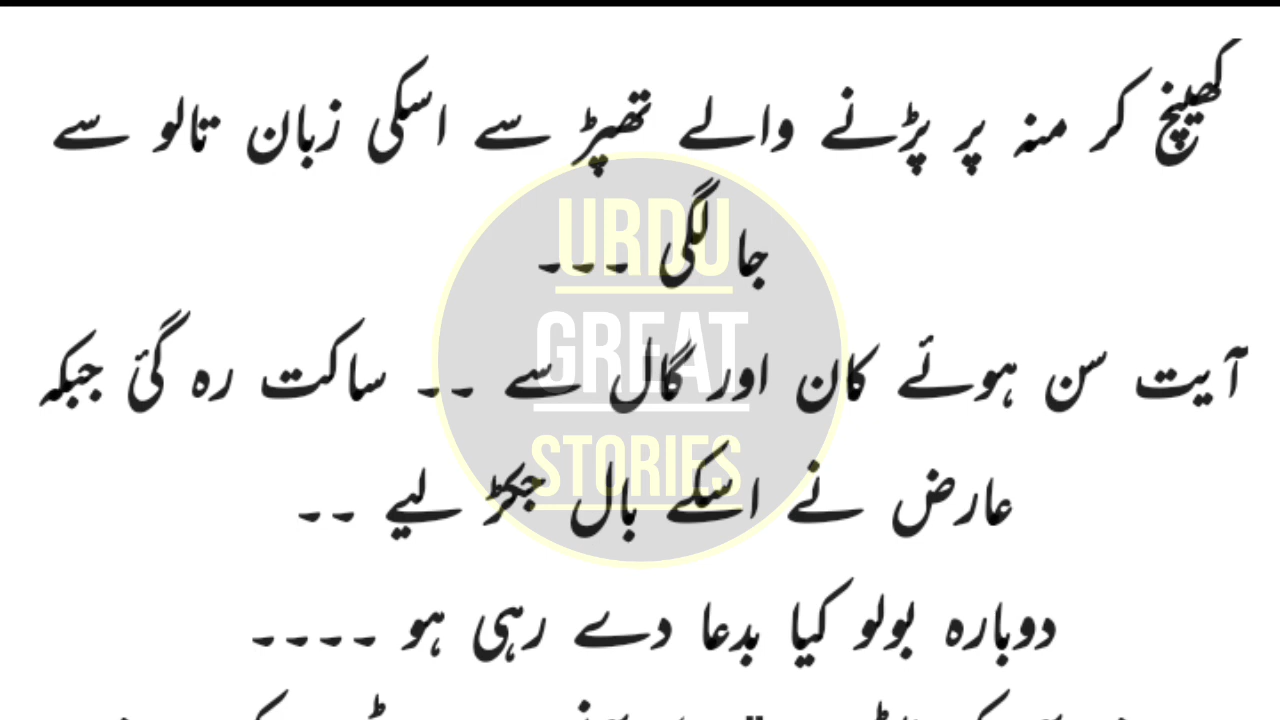 کھینچ کر منہ پر پڑنے والے تھپڑ سے اسکی زبان تالو سے
جا لگی ۔۔۔
آیت سن ہوئے کان اور گال سے ۔۔ ساکت رہ گئ جبکہ
عارض نے اسکے بال جکڑ لیے ۔۔
دوبارہ بولو کیا بدعا دے رہی ہو ۔۔۔۔
URDU
GREAT
STORIES